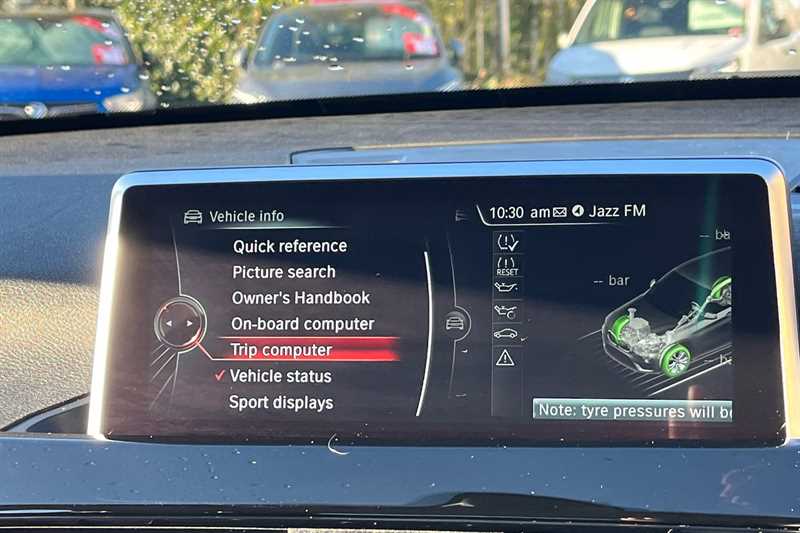 Vehicle info
Quick reference
Picture search
Owner's Handbook
On-board computer
Trip computer
Vehicle status
Sport displays
10:30 am Jazz FM
RESET
-- ba
-- bar
-- b
Note: tyre pressures will be